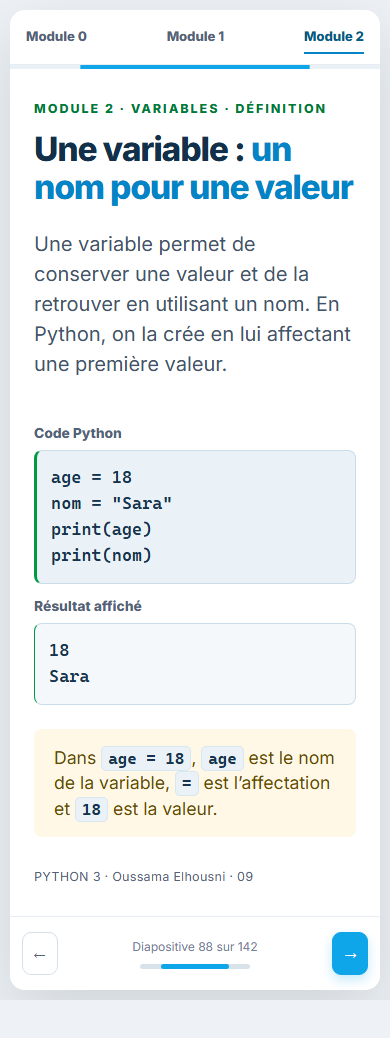 Module 0 Module 1 Module 2
MODULE 2 · VARIABLES · DÉFINITION
Une variable : un
nom pour une valeur
Une variable permet de
conserver une valeur et de la
retrouver en utilisant un nom. En
Python, on la crée en lui affectant
une première valeur.
Code Python
age = 18
nom = "Sara"
print(age)
print(nom)
Résultat affiché
18
Sara
Dans age = 18, age est le nom
de la variable, = est l’affectation
et 18 est la valeur.
PYTHON 3 · Oussama Elhousni · 09
← Diapositive 88 sur 142 →